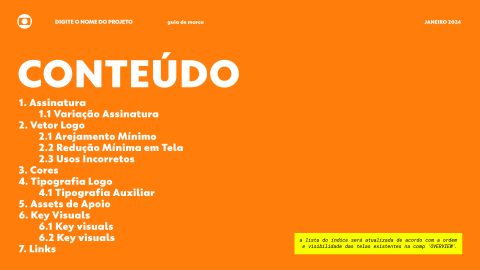 DIGITE O NOME DO PROJETO
guia de marca
JANEIRO 2024
CONTEÚDO
1. Assinatura
1.1 Variação Assinatura
2. Vetor Logo
2.1 Arejamento Mínimo
2.2 Redução Mínima em Tela
2.3 Usos Incorretos
3. Cores
4. Tipografia Logo
4.1 Tipografia Auxiliar
5. Assets de Apoio
6. Key Visuals
6.1 Key visuals
6.2 Key visuals
7. Links
a lista do índice será atualizada de acordo com a ordem
e visibilidade das telas existentes na comp 'OVERVIEW'.